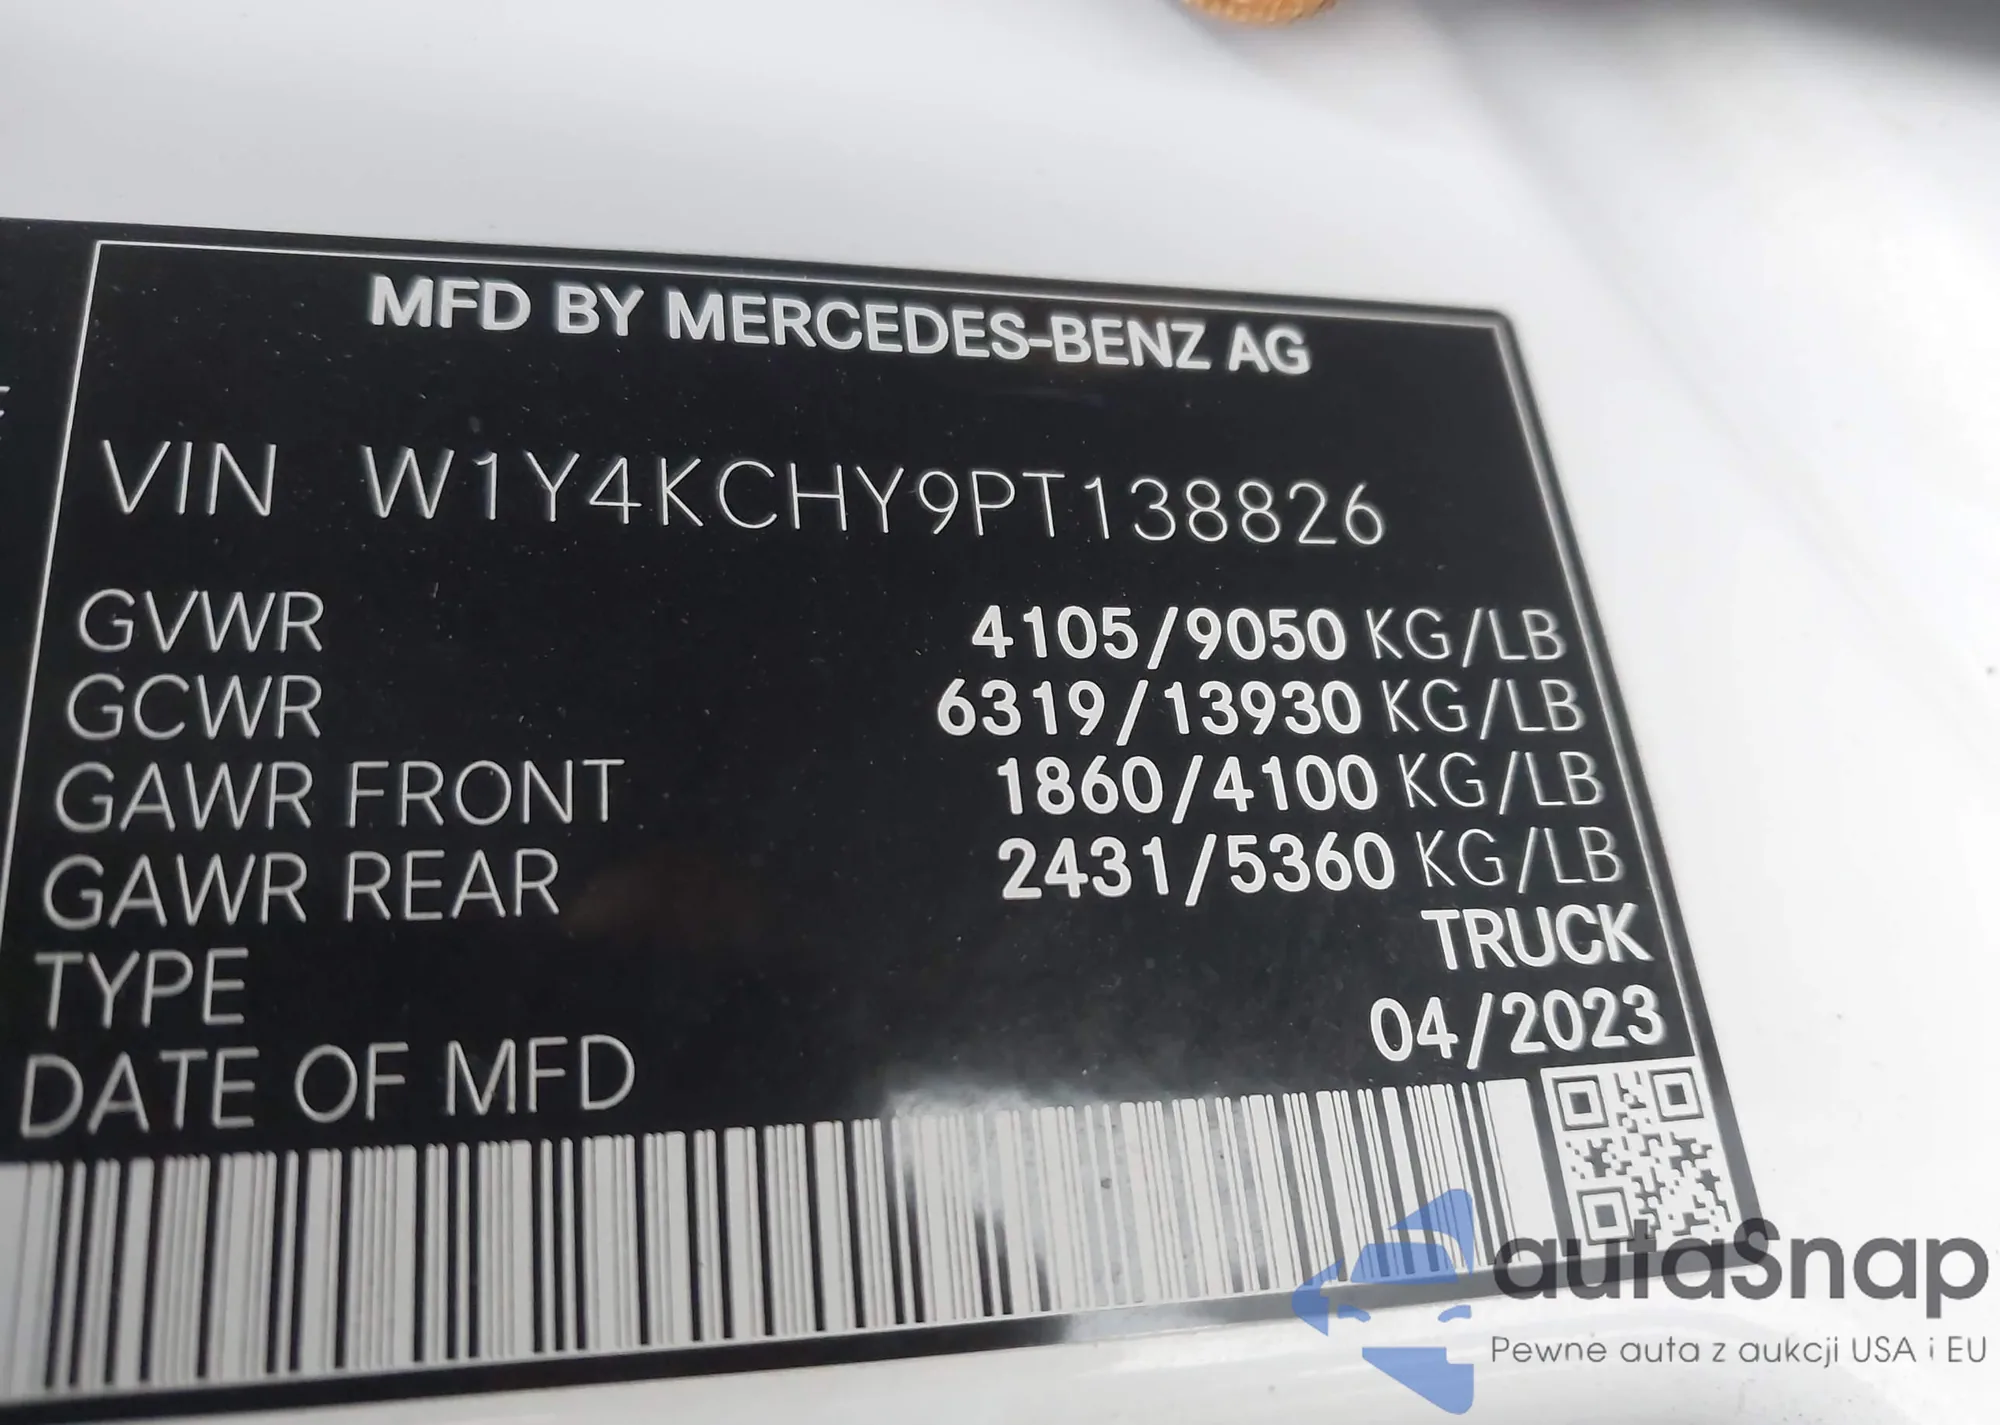 MFD BY MERCEDES-BENZ AG
VIN W1Y4KCHY9PT138826
GVWR 4105/9050 KG/LB
GCWR 6319/13930 KG/LB
GAWR FRONT 1860/4100 KG/LB
GAWR REAR 2431/5360 KG/LB
TYPE TRUCK
DATE OF MFD 04/2023
autaSnap
Pewne auta z aukcji USA i EU